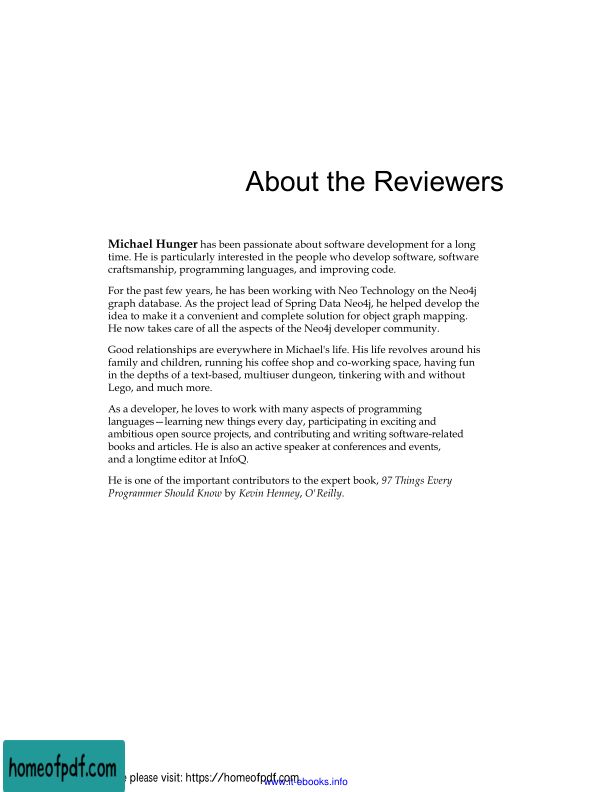 About the Reviewers
Michael Hunger has been passionate about software development for a long
time. He is particularly interested in the people who develop software, software
craftsmanship, programming languages, and improving code.
For the past few years, he has been working with Neo Technology on the Neo4j
graph database. As the project lead of Spring Data Neo4j, he helped develop the
idea to make it a convenient and complete solution for object graph mapping.
He now takes care of all the aspects of the Neo4j developer community.
Good relationships are everywhere in Michael's life. His life revolves around his
family and children, running his coffee shop and co-working space, having fun
in the depths of a text-based, multiuser dungeon, tinkering with and without
Lego, and much more.
As a developer, he loves to work with many aspects of programming
languages—learning new things every day, participating in exciting and
ambitious open source projects, and contributing and writing software-related
books and articles. He is also an active speaker at conferences and events,
and a longtime editor at InfoQ.
He is one of the important contributors to the expert book, 97 Things Every
Programmer Should Know by Kevin Henney, O'Reilly.
homeofpdf.com
please visit: https://homeofpdf.com
www.it-ebooks.info